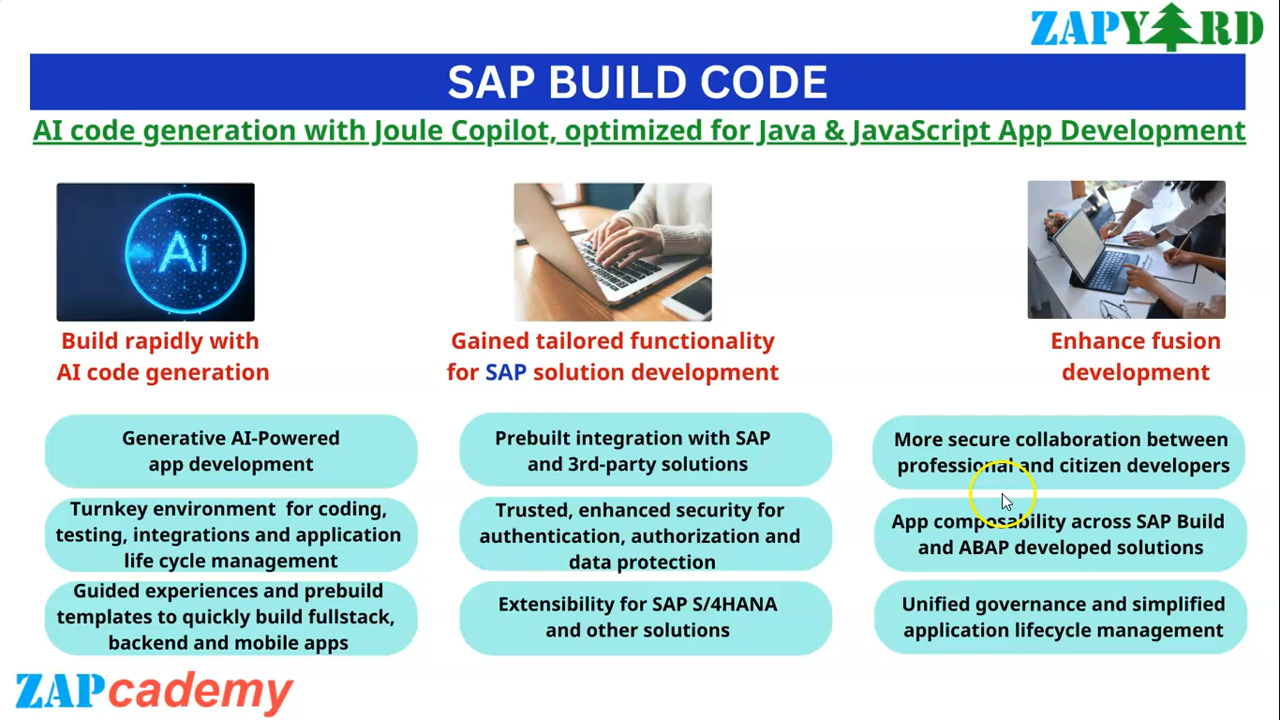 ZAPYARD
SAP BUILD CODE
AI code generation with Joule Copilot, optimized for Java & JavaScript App Development
Ai
Build rapidly with
AI code generation
Generative AI-Powered
app development
Turnkey environment for coding,
testing, integrations and application
life cycle management
Guided experiences and prebuild
templates to quickly build fullstack,
backend and mobile apps
Gained tailored functionality
for SAP solution development
Prebuilt integration with SAP
and 3rd-party solutions
Trusted, enhanced security for
authentication, authorization and
data protection
Extensibility for SAP S/4HANA
and other solutions
Enhance fusion
development
More secure collaboration between
professional and citizen developers
App composability across SAP Build
and ABAP developed solutions
Unified governance and simplified
application lifecycle management
ZAPcademy